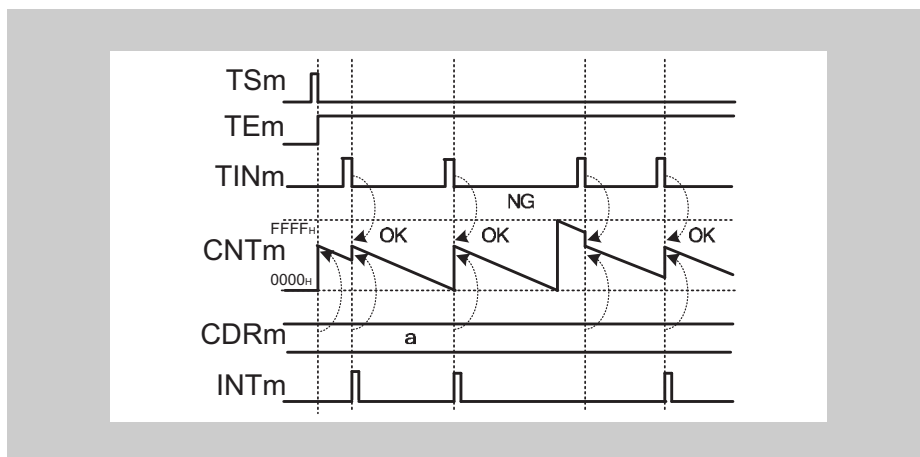 TSm
TEm
TINm
NG
FFFFH
OK OK OK
CNTm
0000H
CDRm
a
INTm